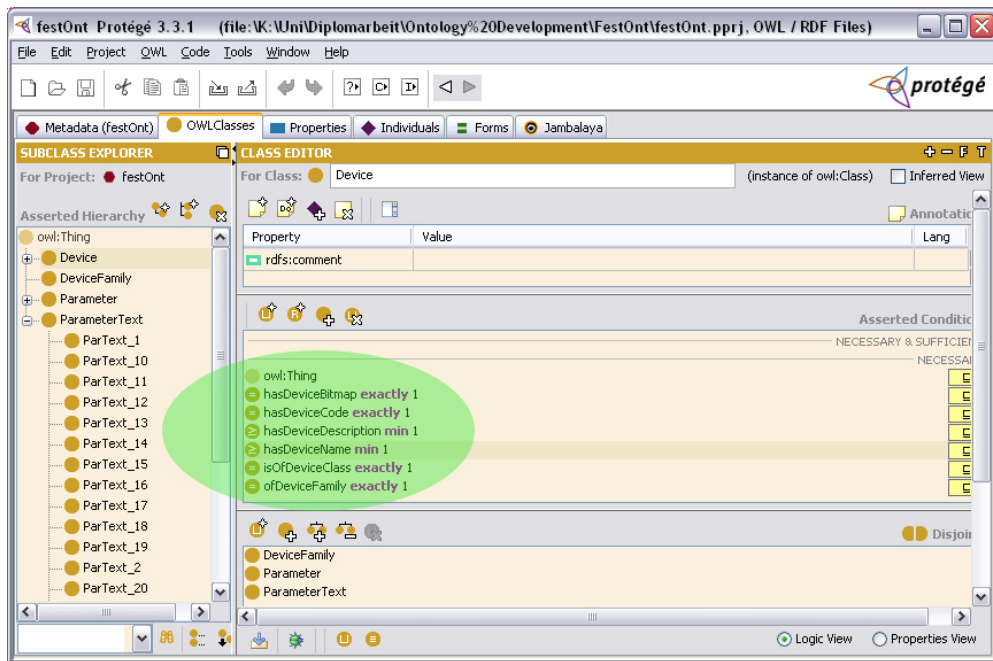 festOnt Protégé 3.3.1 (file:\K:\Uni\Diplomarbeit\Ontology%20Development\FestOnt\festOnt.pprj, OWL / RDF Files)
File Edit Project OWL Code Tools Window Help
protégé
Metadata (festOnt) OWLClasses Properties Individuals Forms Jambalaya
SUBCLASS EXPLORER
For Project: festOnt
Asserted Hierarchy
owl:Thing
Device
DeviceFamily
Parameter
ParameterText
ParText_1
ParText_10
ParText_11
ParText_12
ParText_13
ParText_14
ParText_15
ParText_16
ParText_17
ParText_18
ParText_19
ParText_2
ParText_20
CLASS EDITOR
For Class: Device (instance of owl:Class) Inferred View
Annotatic
Property Value Lang
rdfs:comment
Asserted Conditic
NECESSARY & SUFFICIEN
NECESSA
owl:Thing
hasDeviceBitmap exactly 1
hasDeviceCode exactly 1
hasDeviceDescription min 1
hasDeviceName min 1
isOfDeviceClass exactly 1
ofDeviceFamily exactly 1
Disjoi
DeviceFamily
Parameter
ParameterText
Logic View Properties View